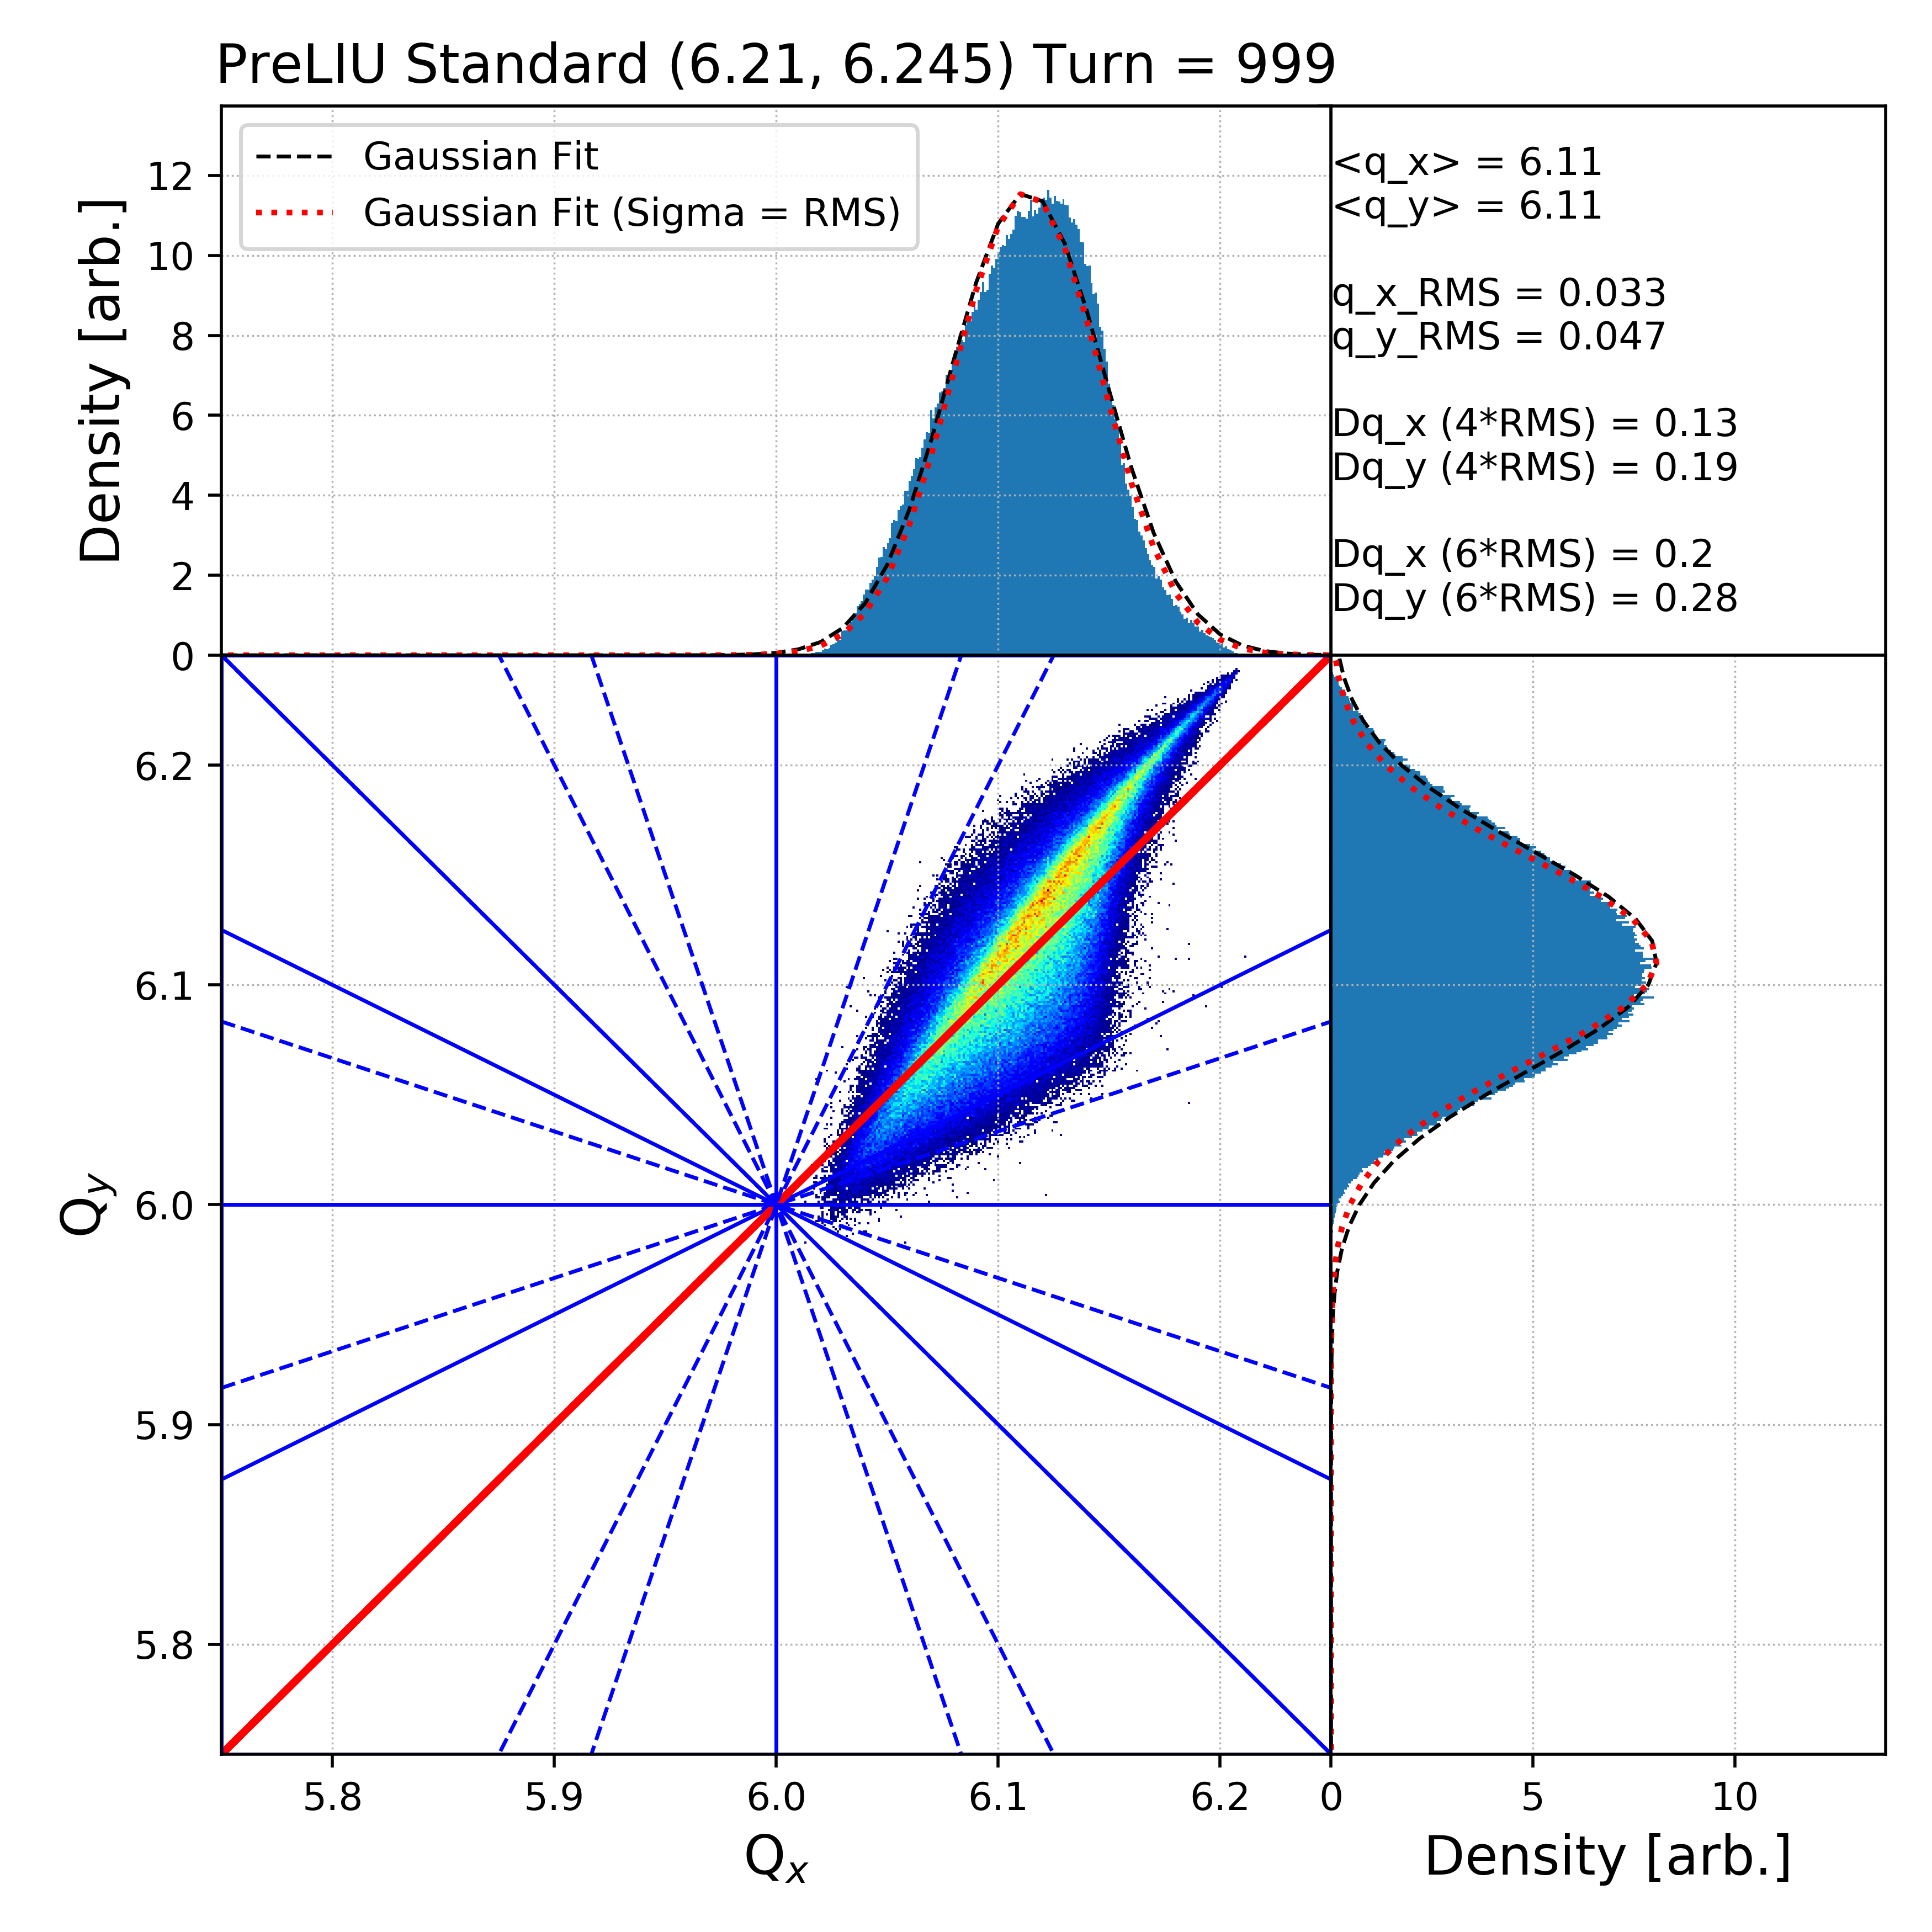 PreLIU Standard (6.21, 6.245) Turn = 999
Density [arb.]
12
10
8
6
4
2
0
Gaussian Fit
Gaussian Fit (Sigma = RMS)
<q_x> = 6.11
<q_y> = 6.11
q_x_RMS = 0.033
q_y_RMS = 0.047
Dq_x (4*RMS) = 0.13
Dq_y (4*RMS) = 0.19
Dq_x (6*RMS) = 0.2
Dq_y (6*RMS) = 0.28
Qy
6.2
6.1
6.0
5.9
5.8
5.8 5.9 6.0 6.1 6.2 0 5 10
Qx
Density [arb.]